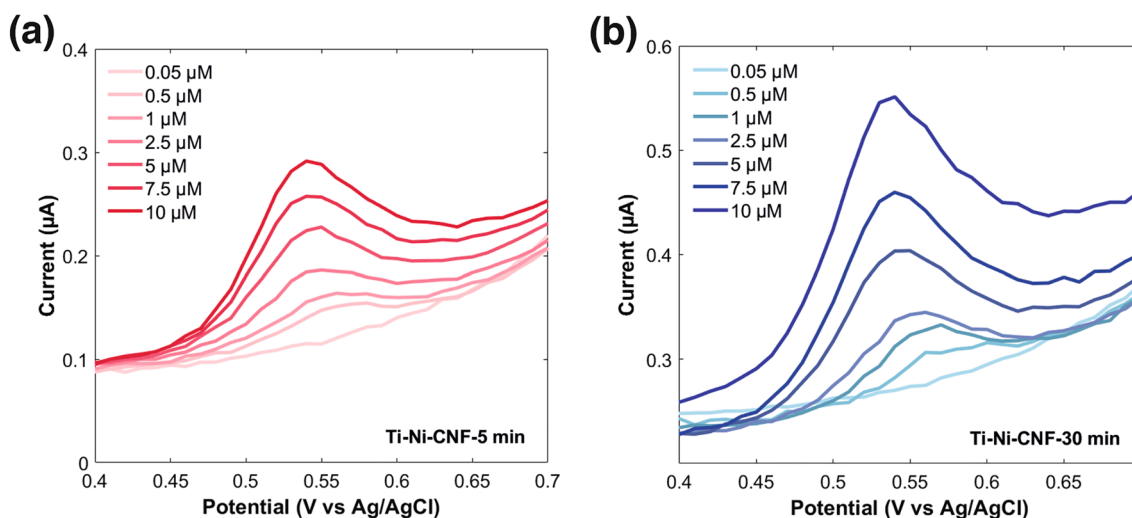 (a)
0.4
0.3
0.2
0.1
0
Current (µA)
0.05 µM
0.5 µM
1 µM
2.5 µM
5 µM
7.5 µM
10 µM
Ti-Ni-CNF-5 min
0.4 0.45 0.5 0.55 0.6 0.65 0.7
Potential (V vs Ag/AgCl)
(b)
0.6
0.5
0.4
0.3
Current (µA)
0.05 µM
0.5 µM
1 µM
2.5 µM
5 µM
7.5 µM
10 µM
Ti-Ni-CNF-30 min
0.4 0.45 0.5 0.55 0.6 0.65
Potential (V vs Ag/AgCl)